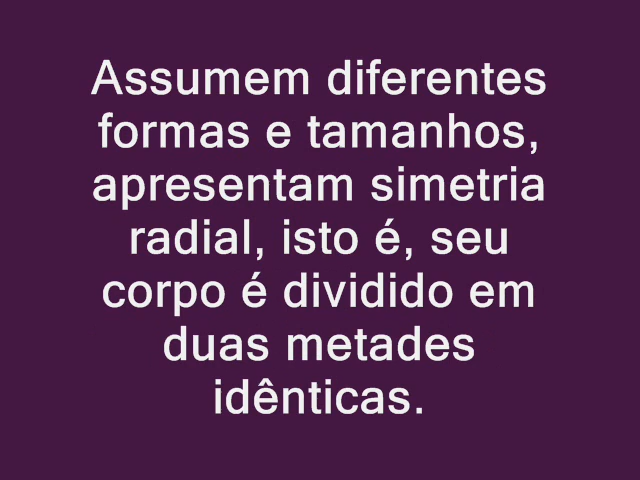 Assumem diferentes
formas e tamanhos,
apresentam simetria
radial, isto é, seu
corpo é dividido em
duas metades
idênticas.